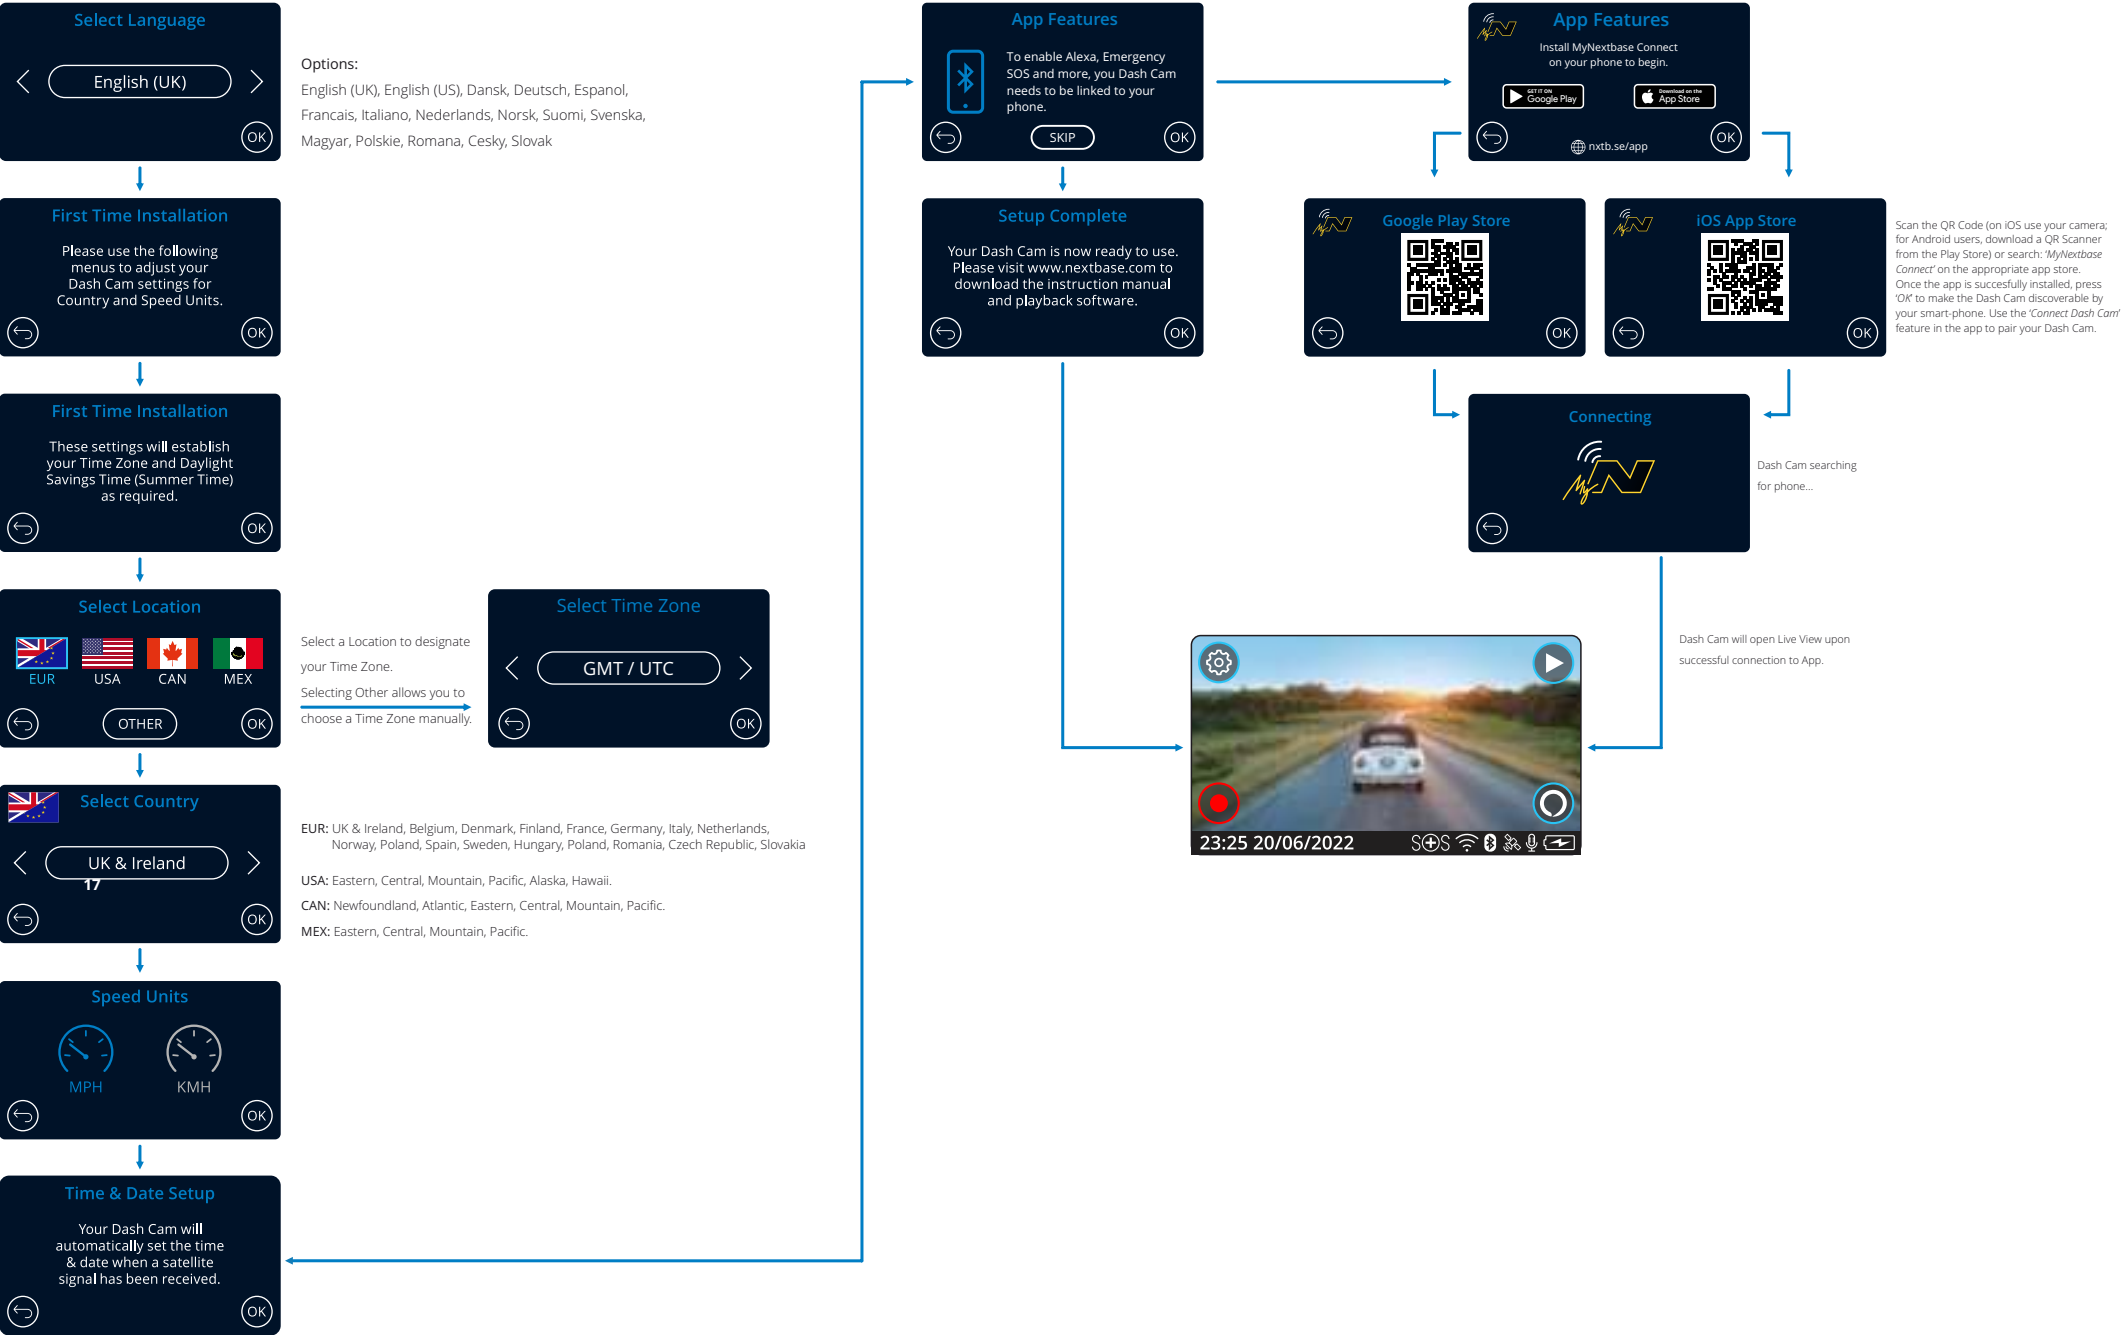 Select Language
English (UK)
OK
Options:
English (UK), English (US), Dansk, Deutsch, Espanol,
Francais, Italiano, Nederlands, Norsk, Suomi, Svenska,
Magyar, Polskie, Romana, Cesky, Slovak
First Time Installation
Please use the following
menus to adjust your
Dash Cam settings for
Country and Speed Units.
OK
First Time Installation
These settings will establish
your Time Zone and Daylight
Savings Time (Summer Time)
as required.
OK
Select Location
EUR USA CAN MEX
OTHER
OK
Select a Location to designate
your Time Zone.
Selecting Other allows you to
choose a Time Zone manually.
Select Time Zone
GMT / UTC
OK
Select Country
UK & Ireland
17
OK
EUR: UK & Ireland, Belgium, Denmark, Finland, France, Germany, Italy, Netherlands,
Norway, Poland, Spain, Sweden, Hungary, Poland, Romania, Czech Republic, Slovakia
USA: Eastern, Central, Mountain, Pacific, Alaska, Hawaii.
CAN: Newfoundland, Atlantic, Eastern, Central, Mountain, Pacific.
MEX: Eastern, Central, Mountain, Pacific.
Speed Units
MPH KMH
OK
Time & Date Setup
Your Dash Cam will
automatically set the time
& date when a satellite
signal has been received.
OK
App Features
To enable Alexa, Emergency
SOS and more, you Dash Cam
needs to be linked to your
phone.
SKIP
OK
Setup Complete
Your Dash Cam is now ready to use.
Please visit www.nextbase.com to
download the instruction manual
and playback software.
OK
My N
App Features
Install MyNextbase Connect
on your phone to begin.
GET IT ON
Google Play
Download on the
App Store
nxtb.se/app
OK
My N
Google Play Store
OK
My N
iOS App Store
OK
Scan the QR Code (on iOS use your camera;
for Android users, download a QR Scanner
from the Play Store) or search: 'MyNextbase
Connect' on the appropriate app store.
Once the app is succesfully installed, press
'OK' to make the Dash Cam discoverable by
your smart-phone. Use the 'Connect Dash Cam'
feature in the app to pair your Dash Cam.
Connecting
My N
Dash Cam searching
for phone...
Dash Cam will open Live View upon
successful connection to App.
23:25 20/06/2022
SOS